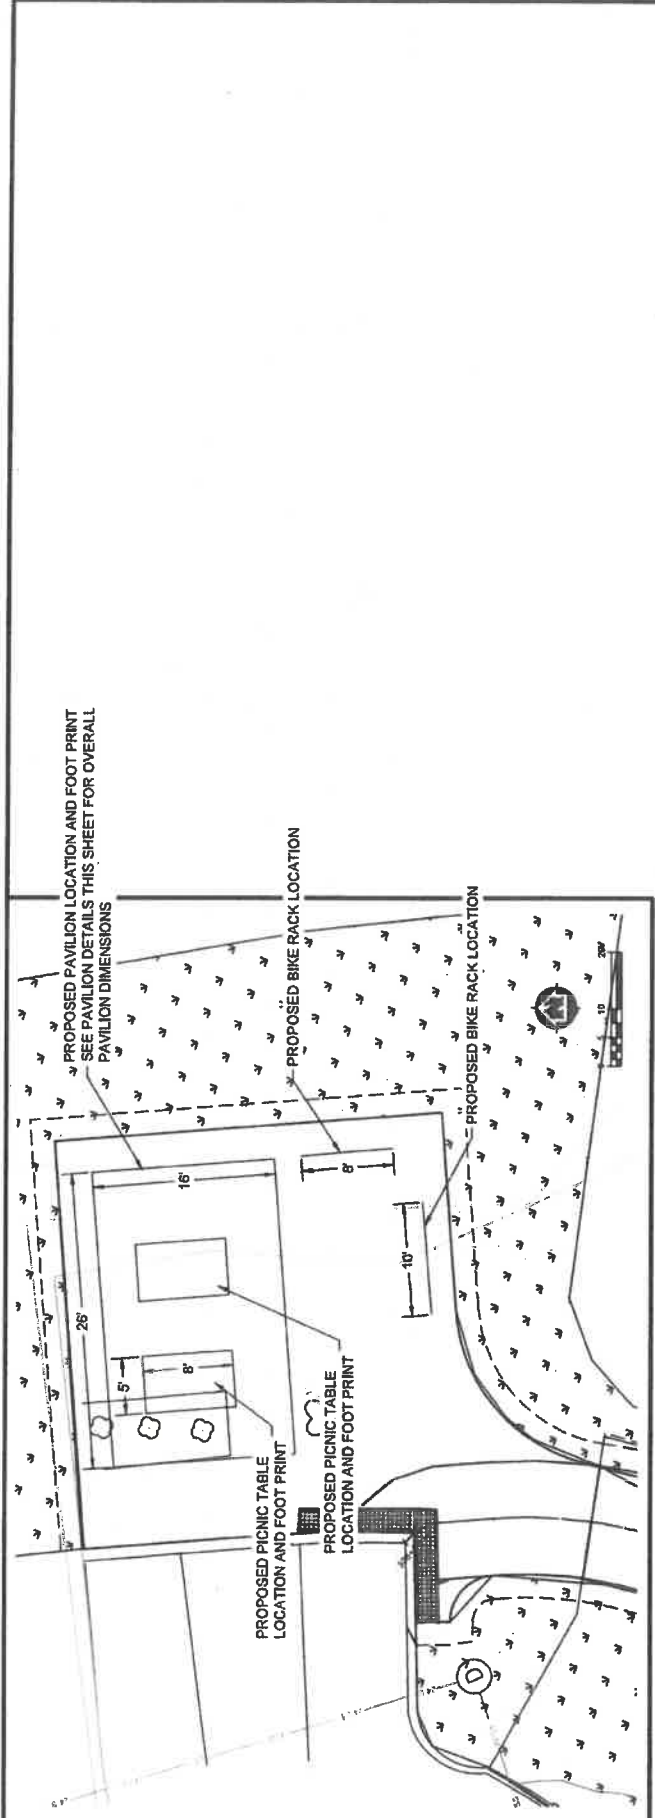 PROPOSED PAVILION LOCATION AND FOOT PRINT
SEE PAVILION DETAILS THIS SHEET FOR OVERALL
PAVILION DIMENSIONS
26'
16'
5'
8'
PROPOSED PICNIC TABLE
LOCATION AND FOOT PRINT
PROPOSED PICNIC TABLE
LOCATION AND FOOT PRINT
8'
PROPOSED BIKE RACK LOCATION
10'
PROPOSED BIKE RACK LOCATION
D
10
20